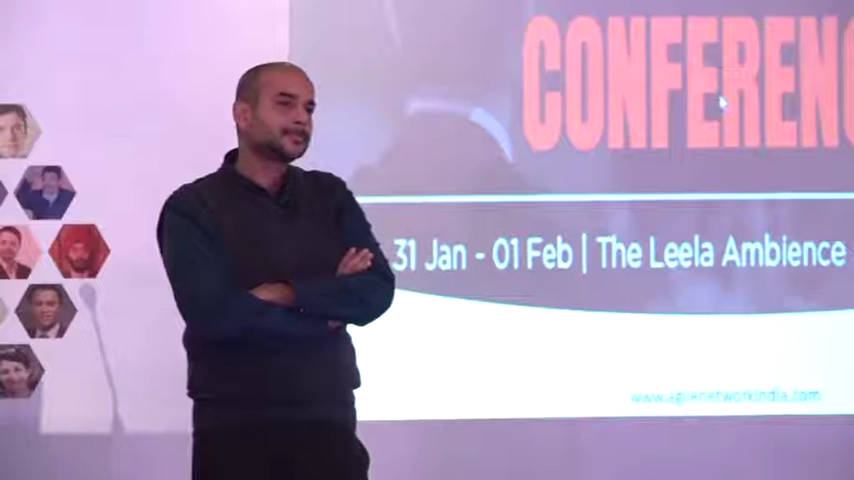 CONFERENC
31 Jan - 01 Feb | The Leela Ambience
www.agilenetworkindia.com